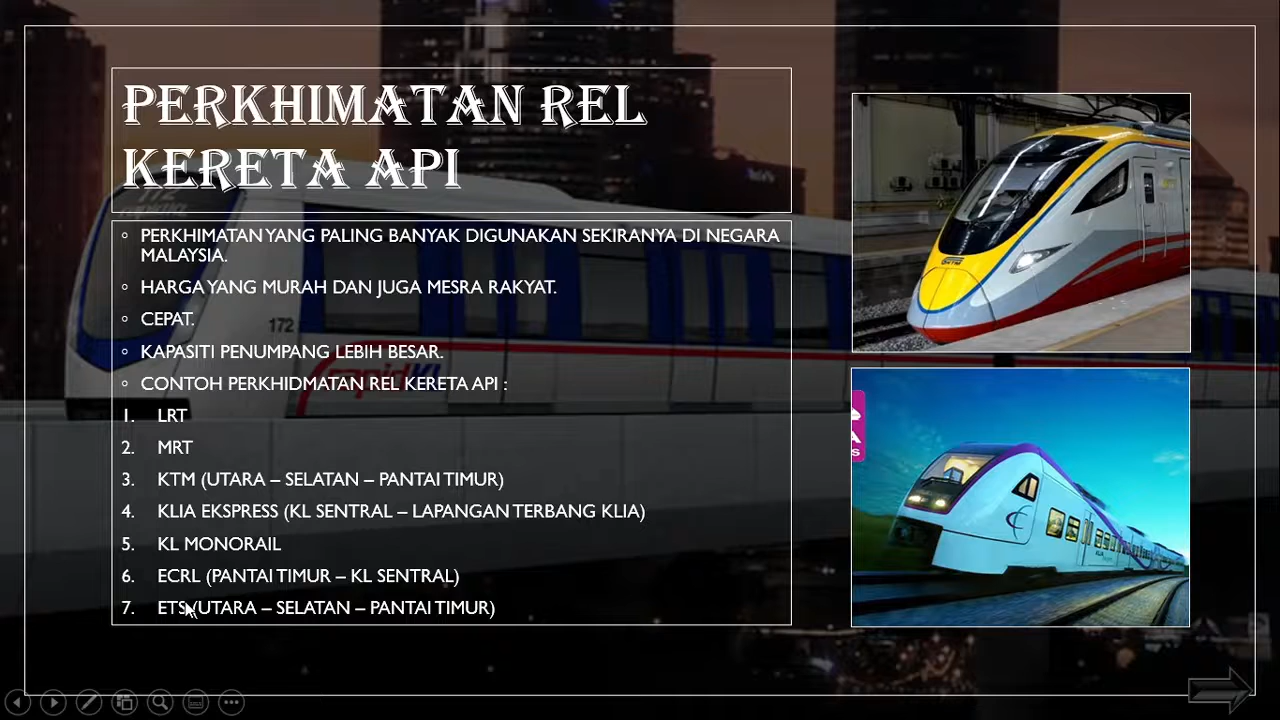 PERKHIMATAN REL
KERETA API
PERKHIMATAN YANG PALING BANYAK DIGUNAKAN SEKIRANYA DI NEGARA
MALAYSIA.
HARGA YANG MURAH DAN JUGA MESRA RAKYAT.
CEPAT.
KAPASITI PENUMPANG LEBIH BESAR.
CONTOH PERKHIDMATAN REL KERETA API :
1. LRT
2. MRT
3. KTM (UTARA – SELATAN – PANTAI TIMUR)
4. KLIA EKSPRESS (KL SENTRAL – LAPANGAN TERBANG KLIA)
5. KL MONORAIL
6. ECRL (PANTAI TIMUR – KL SENTRAL)
7. ETS (UTARA – SELATAN – PANTAI TIMUR)
172
rapidKL